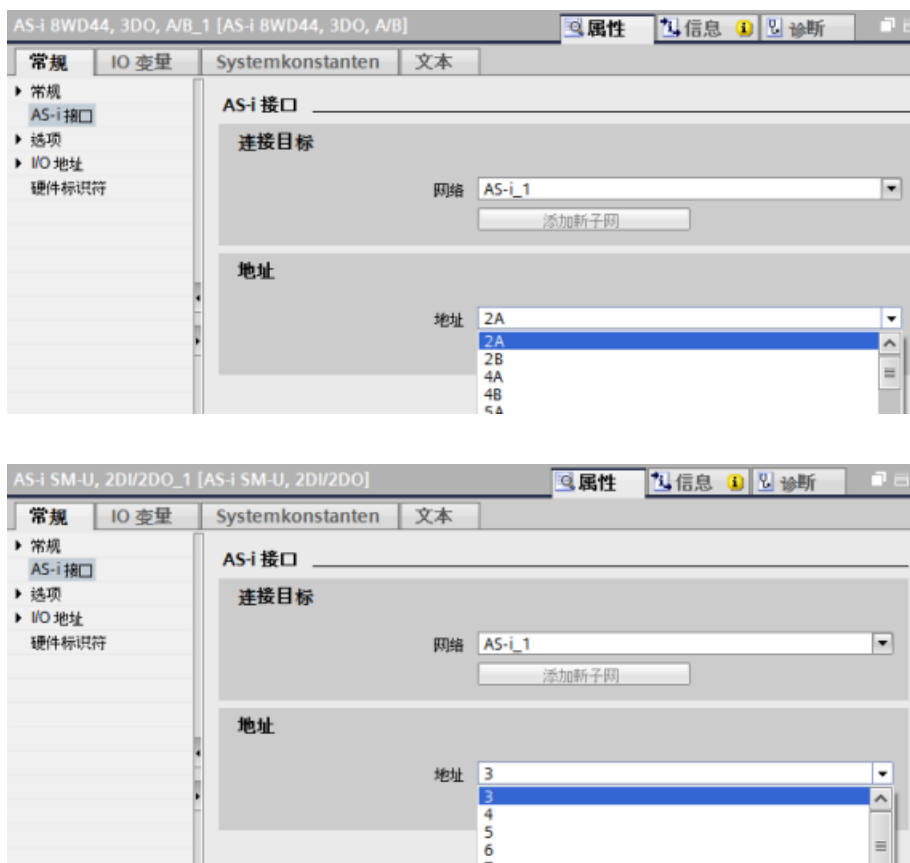 AS-i 8WD44, 3DO, A/B_1 [AS-i 8WD44, 3DO, A/B]
属性
信息
诊断
常规
IO 变量
Systemkonstanten
文本
常规
AS-i 接口
选项
I/O 地址
硬件标识符
AS-i 接口
连接目标
网络 AS-i_1
添加新子网
地址
地址 2A
2A
2B
4A
4B
5A
AS-i SM-U, 2DI/2DO_1 [AS-i SM-U, 2DI/2DO]
属性
信息
诊断
常规
IO 变量
Systemkonstanten
文本
常规
AS-i 接口
选项
I/O 地址
硬件标识符
AS-i 接口
连接目标
网络 AS-i_1
添加新子网
地址
地址 3
3
4
5
6